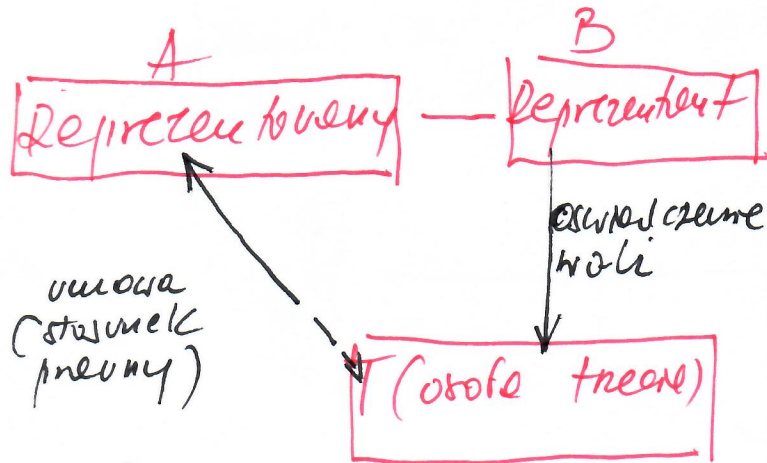 A
B
Reprezentowany
Reprezentant
oświadczenie
woli
umowa
(stosunek
prawny)
T (osoba trzecia)